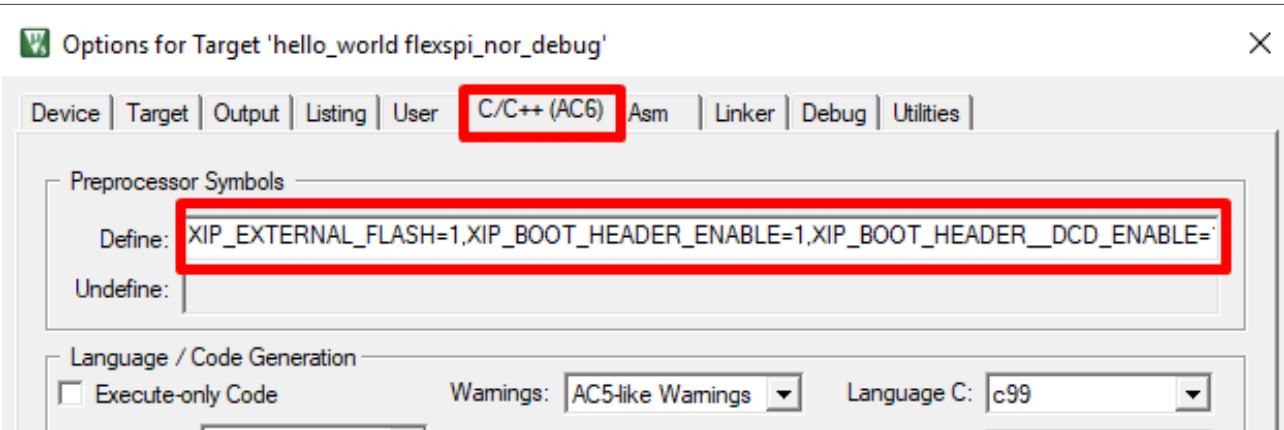 Options for Target 'hello_world flexspi_nor_debug'
Device Target Output Listing User C/C++ (AC6) Asm Linker Debug Utilities
Preprocessor Symbols
Define: XIP_EXTERNAL_FLASH=1,XIP_BOOT_HEADER_ENABLE=1,XIP_BOOT_HEADER__DCD_ENABLE=
Undefine:
Language / Code Generation
Execute-only Code Warnings: AC5-like Warnings Language C: c99